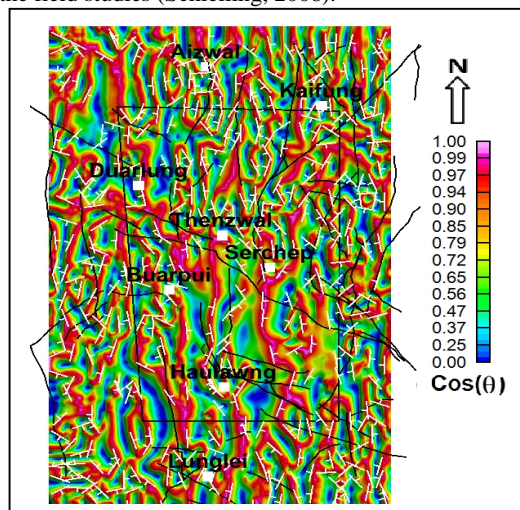 the field studies (Schelling, 2008).
Aizwal
N
Kaifung
1.00
0.99
0.97
0.94
0.90
0.85
0.79
0.72
0.65
0.56
0.47
0.37
0.25
0.00
Cos(θ)
Duarlung
Thenzwal
Serchep
Buarpui
Haulawng
Lunglei